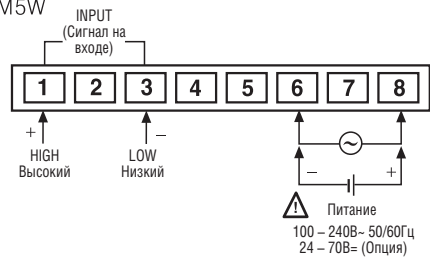 M5W
INPUT
(Сигнал на
входе)
1 2 3 4 5 6 7 8
+ –
HIGH
Высокий
LOW
Низкий
– +
Питание
100 – 240В~ 50/60Гц
24 – 70В= (Опция)